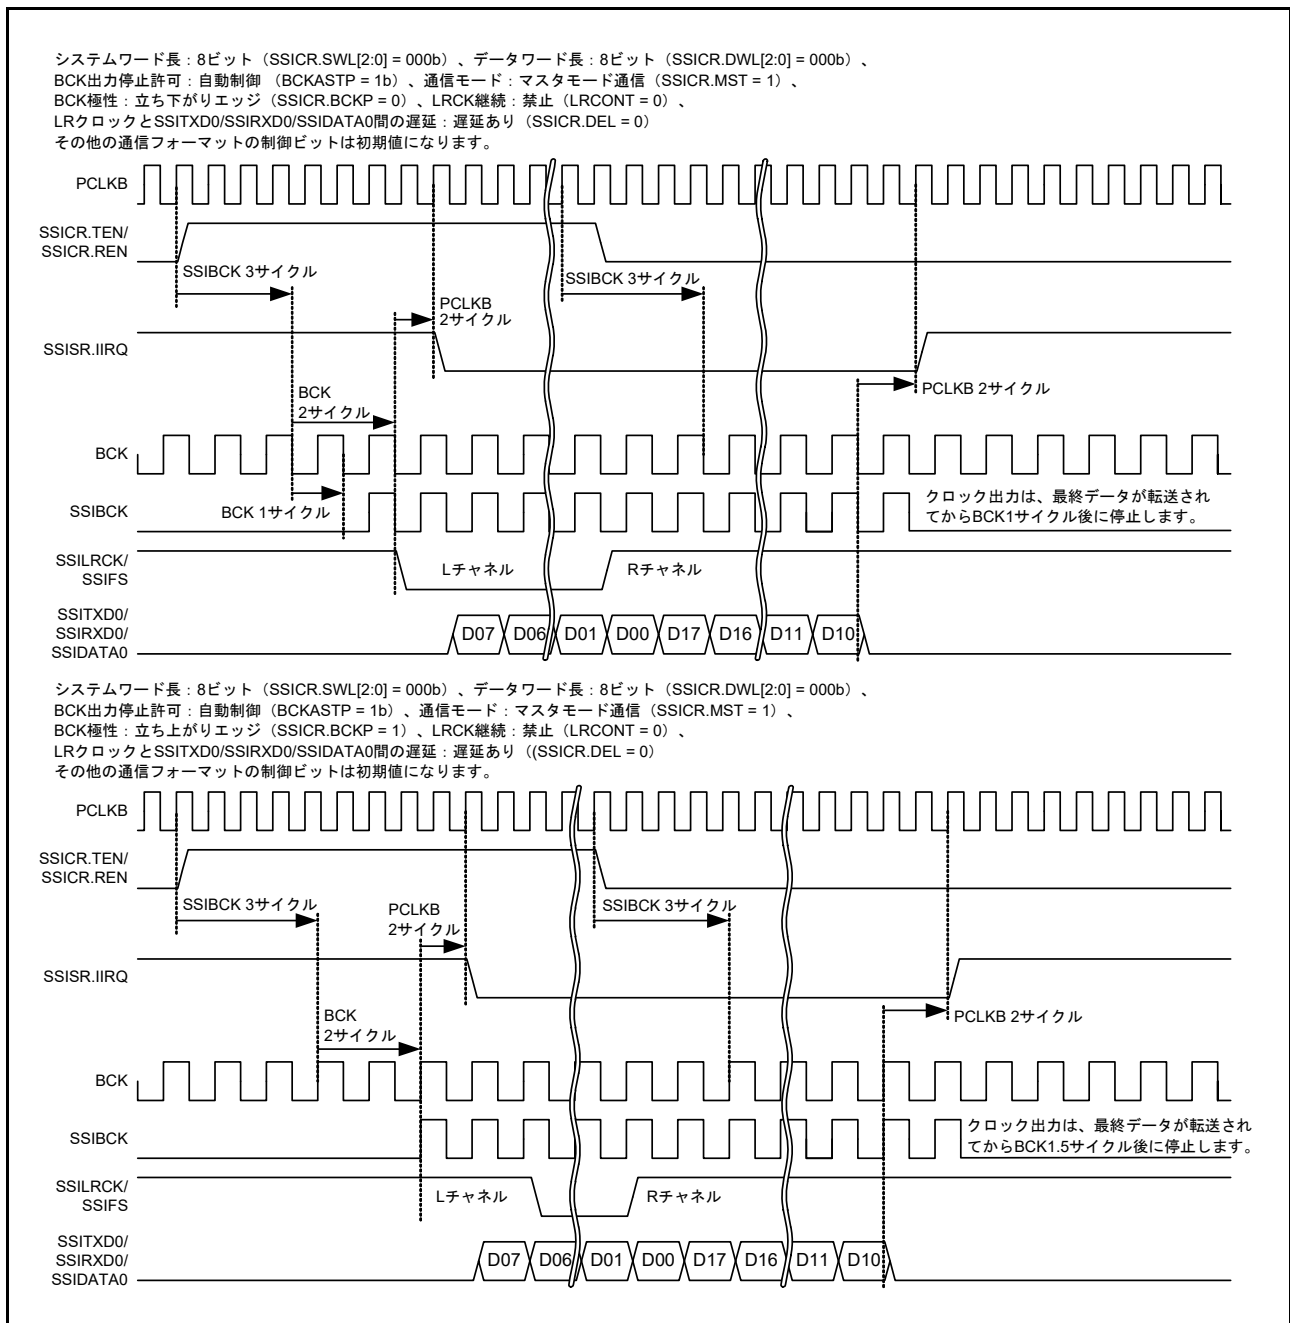 システムワード長：8ビット（SSICR.SWL[2:0] = 000b）、データワード長：8ビット（SSICR.DWL[2:0] = 000b）、
BCK出力停止許可：自動制御 （BCKASTP = 1b）、通信モード：マスタモード通信（SSICR.MST = 1）、
BCK極性：立ち下がりエッジ（SSICR.BCKP = 0）、LRCK継続：禁止（LRCONT = 0）、
LRクロックとSSITXD0/SSIRXD0/SSIDATA0間の遅延：遅延あり（SSICR.DEL = 0）
その他の通信フォーマットの制御ビットは初期値になります。
PCLKB
SSICR.TEN/
SSICR.REN
SSIBCK 3サイクル
SSIBCK 3サイクル
PCLKB
2サイクル
SSISR.IIRQ
PCLKB 2サイクル
BCK
2サイクル
BCK
BCK 1サイクル
SSIBCK
クロック出力は、最終データが転送され
てからBCK1サイクル後に停止します。
SSILRCK/
SSIFS
Lチャネル
Rチャネル
SSITXD0/
SSIRXD0/
SSIDATA0
D07 D06 D01 D00 D17 D16 D11 D10
システムワード長：8ビット（SSICR.SWL[2:0] = 000b）、データワード長：8ビット（SSICR.DWL[2:0] = 000b）、
BCK出力停止許可：自動制御（BCKASTP = 1b）、通信モード：マスタモード通信（SSICR.MST = 1）、
BCK極性：立ち上がりエッジ（SSICR.BCKP = 1）、LRCK継続：禁止（LRCONT = 0）、
LRクロックとSSITXD0/SSIRXD0/SSIDATA0間の遅延：遅延あり（(SSICR.DEL = 0）
その他の通信フォーマットの制御ビットは初期値になります。
PCLKB
SSICR.TEN/
SSICR.REN
SSIBCK 3サイクル
PCLKB
2サイクル
SSIBCK 3サイクル
SSISR.IIRQ
BCK
2サイクル
PCLKB 2サイクル
BCK
SSIBCK
クロック出力は、最終データが転送され
てからBCK1.5サイクル後に停止します。
SSILRCK/
SSIFS
Lチャネル
Rチャネル
SSITXD0/
SSIRXD0/
SSIDATA0
D07 D06 D01 D00 D17 D16 D11 D10